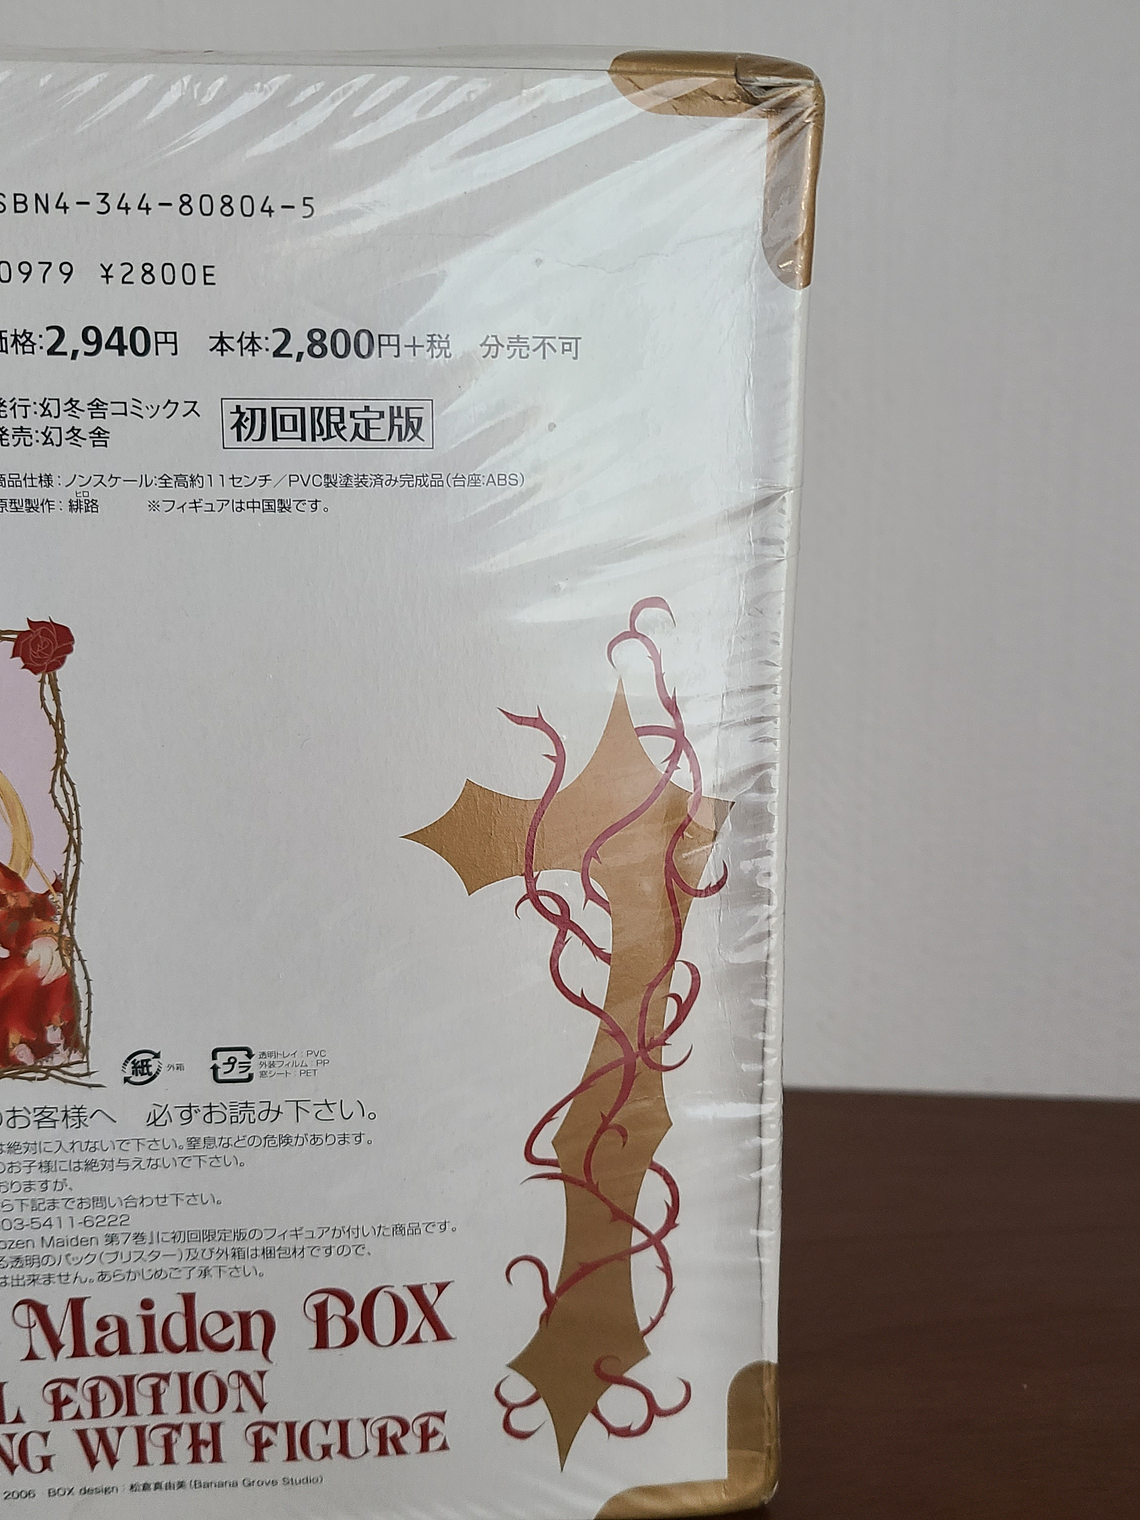 SBN4-344-80804-5
0979 ¥2800E
価格:2,940円 本体:2,800円+税 分売不可
発行:幻冬舎コミックス
発売:幻冬舎
初回限定版
商品仕様:ノンスケール:全高約11センチ/PVC製塗装済み完成品(台座:ABS)
ヒロ
原型製作:緋路 ※フィギュアは中国製です。
紙 外箱
プラ 透明トレイ:PVC
外装フィルム:PP
窓シート:PET
のお客様へ 必ずお読み下さい。
は絶対に入れないで下さい。窒息などの危険があります。
のお子様には絶対与えないで下さい。
おりますが、
ら下記までお問い合わせ下さい。
03-5411-6222
ozen Maiden 第7巻』に初回限定版のフィギュアが付いた商品です。
る透明のパック(ブリスター)及び外箱は梱包材ですので、
は出来ません。あらかじめご了承下さい。
Maiden BOX
L EDITION
NG WITH FIGURE
2006 BOX design:松倉真由美(Banana Grove Studio)